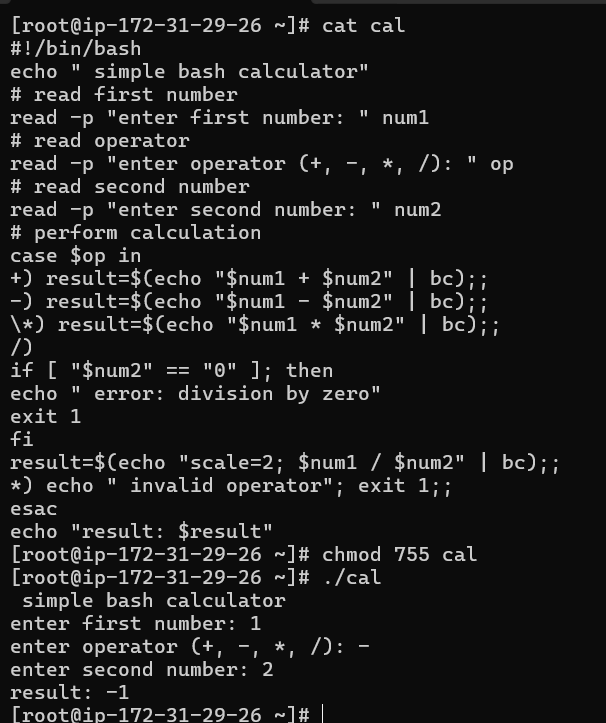 [root@ip-172-31-29-26 ~]# cat cal
#!/bin/bash
echo " simple bash calculator"
# read first number
read -p "enter first number: " num1
# read operator
read -p "enter operator (+, -, *, /): " op
# read second number
read -p "enter second number: " num2
# perform calculation
case $op in
+) result=$(echo "$num1 + $num2" | bc);;
-) result=$(echo "$num1 - $num2" | bc);;
\*) result=$(echo "$num1 * $num2" | bc);;
/)
if [ "$num2" == "0" ]; then
echo " error: division by zero"
exit 1
fi
result=$(echo "scale=2; $num1 / $num2" | bc);;
*) echo " invalid operator"; exit 1;;
esac
echo "result: $result"
[root@ip-172-31-29-26 ~]# chmod 755 cal
[root@ip-172-31-29-26 ~]# ./cal
 simple bash calculator
enter first number: 1
enter operator (+, -, *, /): -
enter second number: 2
result: -1
[root@ip-172-31-29-26 ~]#